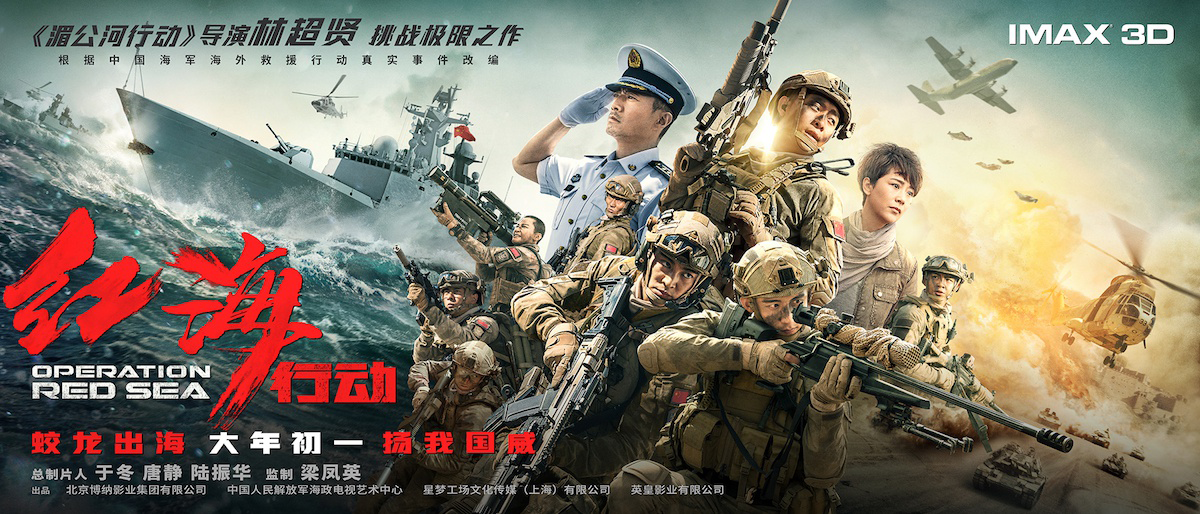 《湄公河行动》导演林超贤 挑战极限之作
根据中国海军海外救援行动真实事件改编
IMAX 3D
红海行动
OPERATION
RED SEA
蛟龙出海 大年初一 扬我国威
总制片人 于冬 唐静 陆振华 监制 梁凤英
出品 北京博纳影业集团有限公司 中国人民解放军海政电视艺术中心 星梦工场文化传媒（上海）有限公司 英皇影业有限公司